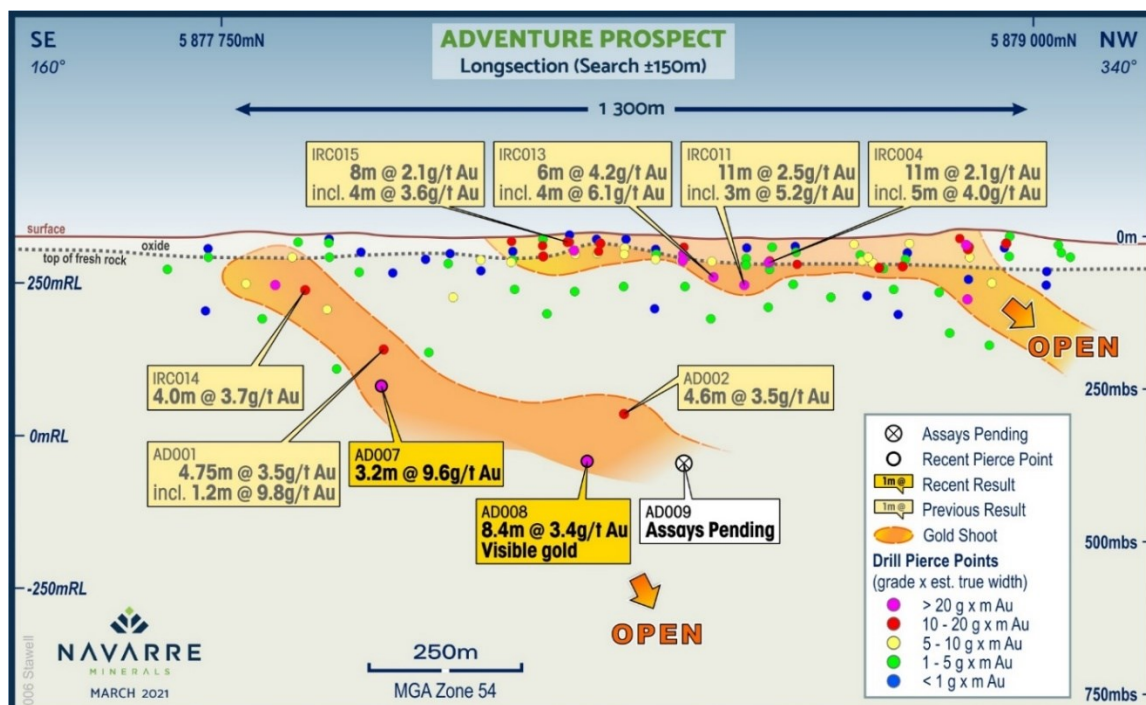 SE
160°
5 877 750mN
ADVENTURE PROSPECT
Longsection (Search ±150m)
5 879 000mN
NW
340°
1 300m
IRC015
8m @ 2.1g/t Au
incl. 4m @ 3.6g/t Au
IRC013
6m @ 4.2g/t Au
incl. 4m @ 6.1g/t Au
IRC011
11m @ 2.5g/t Au
incl. 3m @ 5.2g/t Au
IRC004
11m @ 2.1g/t Au
incl. 5m @ 4.0g/t Au
surface
oxide
top of fresh rock
0m
250mRL
OPEN
IRC014
4.0m @ 3.7g/t Au
AD002
4.6m @ 3.5g/t Au
250mbs
0mRL
AD001
4.75m @ 3.5g/t Au
incl. 1.2m @ 9.8g/t Au
AD007
3.2m @ 9.6g/t Au
AD008
8.4m @ 3.4g/t Au
Visible gold
AD009
Assays Pending
Assays Pending
Recent Pierce Point
1m @
Recent Result
1m @
Previous Result
Gold Shoot
Drill Pierce Points
(grade x est. true width)
> 20 g x m Au
10 - 20 g x m Au
5 - 10 g x m Au
1 - 5 g x m Au
< 1 g x m Au
500mbs
-250mRL
OPEN
NAVARRE
MINERALS
MARCH 2021
250m
MGA Zone 54
750mbs
006 Stawell